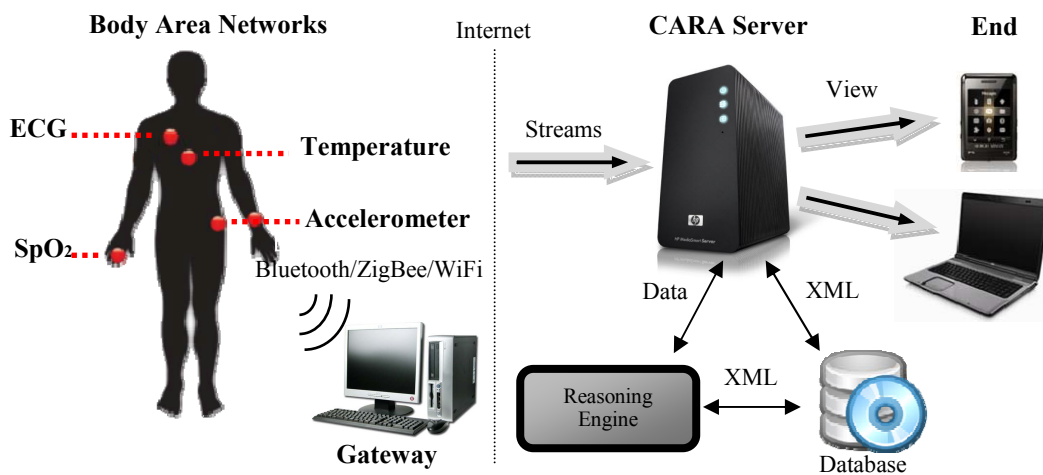 Body Area Networks
Internet
CARA Server
End
ECG
Temperature
Accelerometer
SpO₂
Bluetooth/ZigBee/WiFi
Gateway
Streams
View
Data
XML
XML
Reasoning
Engine
Database